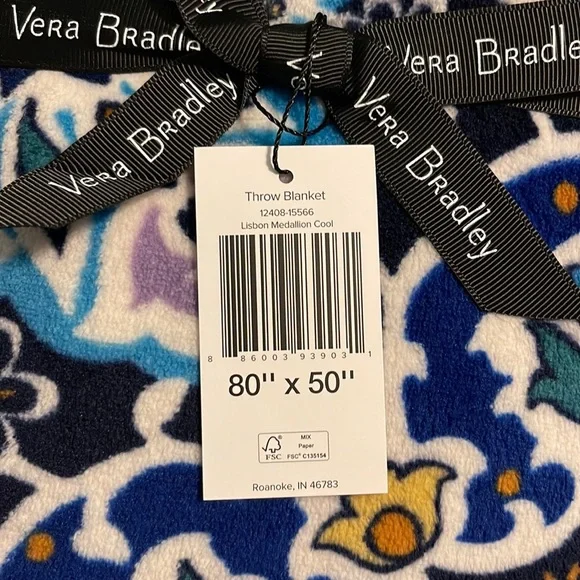 Vera Bradley
Vera Bradley
Vera Bradley
Vera Bradley
V
Throw Blanket
12408-15566
Lisbon Medallion Cool
8 86003 93903 1
80" x 50"
FSC
MIX
Paper
FSC® C135154
Roanoke, IN 46783